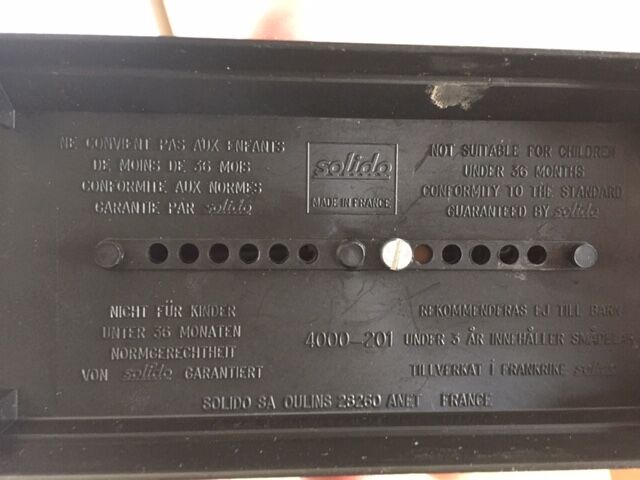 NE CONVIENT PAS AUX ENFANTS
DE MOINS DE 36 MOIS
CONFORMITE AUX NORMES
GARANTIE PAR solido
solido
MADE IN FRANCE
NOT SUITABLE FOR CHILDREN
UNDER 36 MONTHS
CONFORMITY TO THE STANDARD
GUARANTEED BY solido
NICHT FÜR KINDER
UNTER 36 MONATEN
NORMGERECHTHEIT
VON solido GARANTIERT
4000-201
REKOMMENDERAS EJ TILL BARN
UNDER 3 ÅR INNEHÅLLER SMÅDELAR
TILLVERKAT I FRANKRIKE solido
SOLIDO SA OULINS 28260 ANET FRANCE